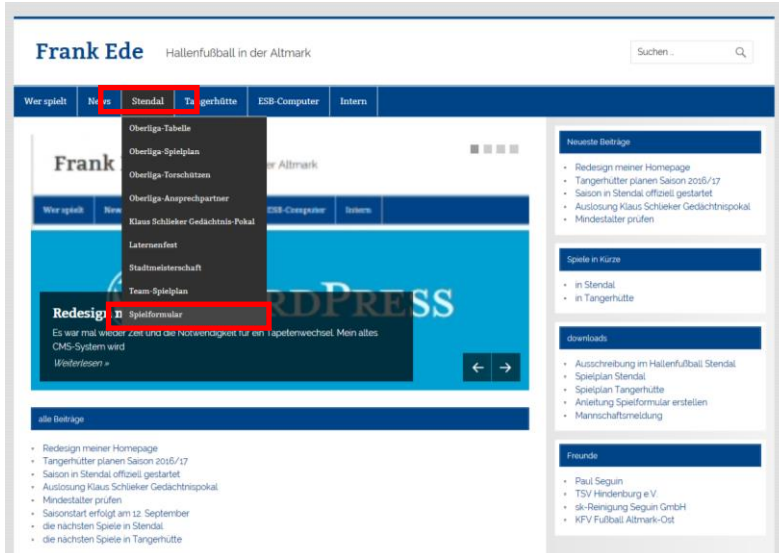 Frank Ede
Hallenfußball in der Altmark
Suchen ...
Wer spielt
News
Stendal
Tangerhütte
ESB-Computer
Intern
Oberliga-Tabelle
Oberliga-Spielplan
Oberliga-Torschützen
Oberliga-Ansprechpartner
Klaus Schlieker Gedächtnis-Pokal
Laternenfest
Stadtmeisterschaft
Team-Spielplan
Spielformular
Frank
er Altmark
Wer spielt
New
ESB-Computer
Intern
RDPRESS
Redesign
Es war mal wieder Zeit und die Notwendigkeit für ein Tapetenwechsel. Mein altes
CMS-System wird
Weiterlesen »
alle Beiträge
Redesign meiner Homepage
Tangerhütter planen Saison 2016/17
Saison in Stendal offiziell gestartet
Auslosung Klaus Schlieker Gedächtnispokal
Mindestalter prüfen
Saisonstart erfolgt am 12. September
die nächsten Spiele in Stendal
die nächsten Spiele in Tangerhütte
Neueste Beiträge
Redesign meiner Homepage
Tangerhütter planen Saison 2016/17
Saison in Stendal offiziell gestartet
Auslosung Klaus Schlieker Gedächtnispokal
Mindestalter prüfen
Spiele in Kürze
in Stendal
in Tangerhütte
downloads
Ausschreibung im Hallenfußball Stendal
Spielplan Stendal
Spielplan Tangerhütte
Anleitung Spielformular erstellen
Mannschaftsmeldung
Freunde
Paul Seguin
TSV Hindenburg e.V.
sk-Reinigung Seguin GmbH
KFV Fußball Altmark-Ost